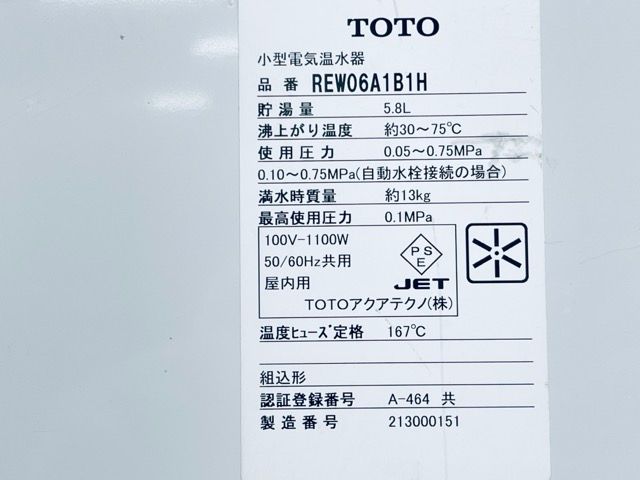 TOTO
小型電気温水器
品番 REW06A1B1H
貯湯量 5.8L
沸上がり温度 約30～75℃
使用圧力 0.05～0.75MPa
0.10～0.75MPa(自動水栓接続の場合)
満水時質量 約13kg
最高使用圧力 0.1MPa
100V-1100W
50/60Hz共用
屋内用
PS
E
JET
TOTOアクアテクノ(株)
温度ヒューズ定格 167℃
組込形
認証登録番号 A-464 共
製造番号 213000151